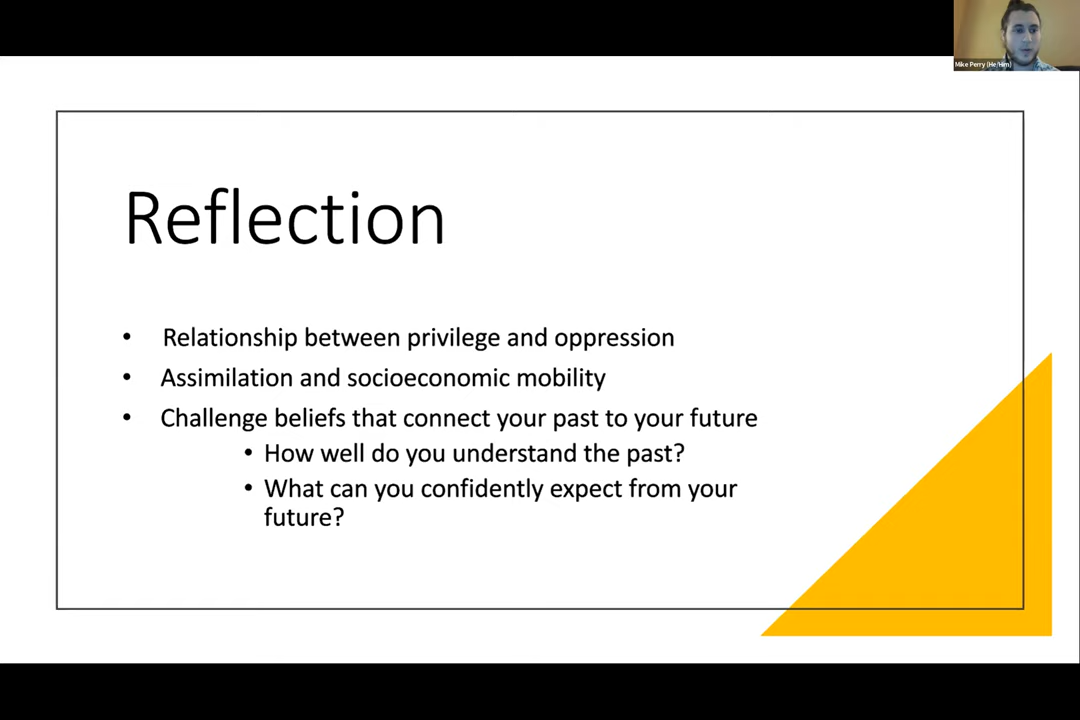 Mike Perry (He/Him)
Reflection
• Relationship between privilege and oppression
• Assimilation and socioeconomic mobility
• Challenge beliefs that connect your past to your future
• How well do you understand the past?
• What can you confidently expect from your
future?